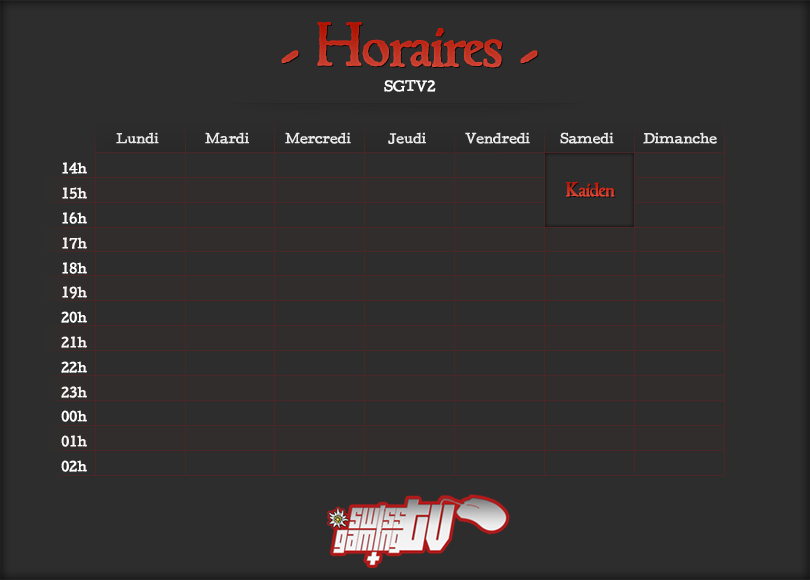 - Horaires -
SGTV2
Lundi Mardi Mercredi Jeudi Vendredi Samedi Dimanche
14h
15h
Kaiden
16h
17h
18h
19h
20h
21h
22h
23h
00h
01h
02h
swiss
gaming
tv